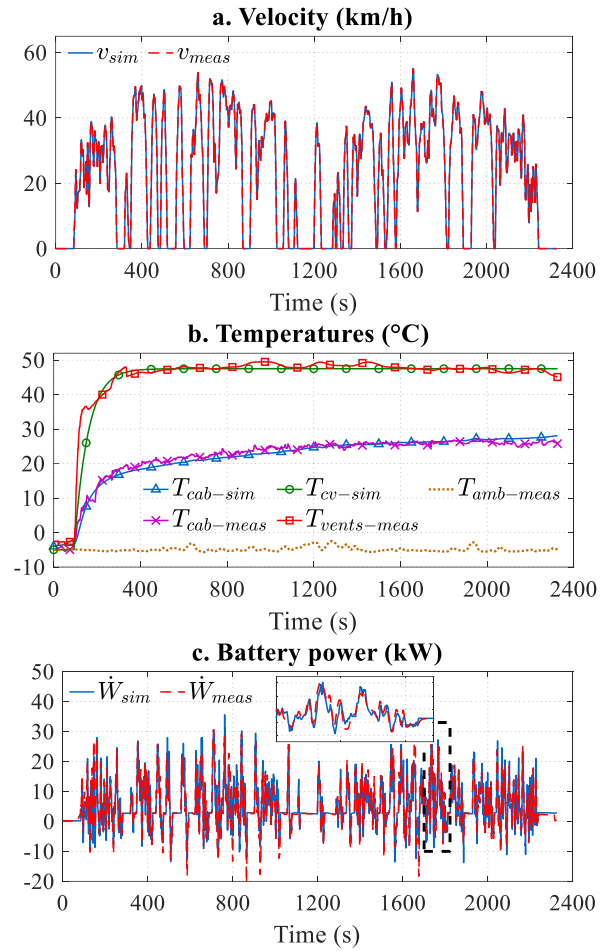 a. Velocity (km/h)
v_sim v_meas
60
40
20
0
0 400 800 1200 1600 2000 2400
Time (s)
b. Temperatures (°C)
50
40
30
20
10
0
-10
T_cab-sim T_cv-sim T_amb-meas
T_cab-meas T_vents-meas
0 400 800 1200 1600 2000 2400
Time (s)
c. Battery power (kW)
Ẇ_sim Ẇ_meas
50
40
30
20
10
0
-10
-20
0 400 800 1200 1600 2000 2400
Time (s)